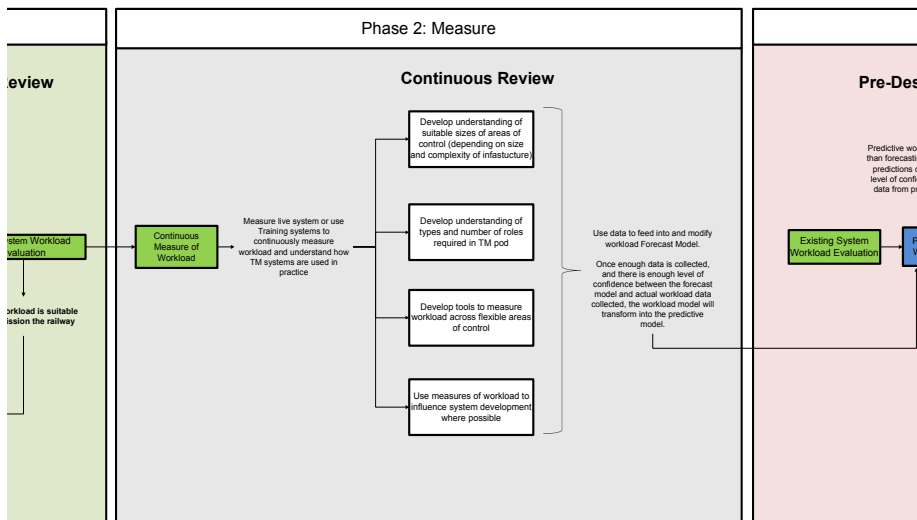 Phase 2: Measure
Continuous Review
Pre-Des
System Workload
Workload is suitable
the railway
Continuous
Measure of
Workload
Measure live system or use
Training systems to
continuously measure
workload and understand how
TM systems are used in
practice
Develop understanding of
suitable sizes of areas of
control (depending on size
and complexity of infastucture)
Develop understanding of
types and number of roles
required in TM pod
Develop tools to measure
workload across flexible areas
of control
Use measures of workload to
influence system development
where possible
Use data to feed into and modify
workload Forecast Model.
Once enough data is collected,
and there is enough level of
confidence between the forecast
model and actual workload data
collected, the workload model will
transform into the predictive
model.
Predictive wo
than forecasti
predictions
level of confi
data from pr
Existing System
Workload Evaluation